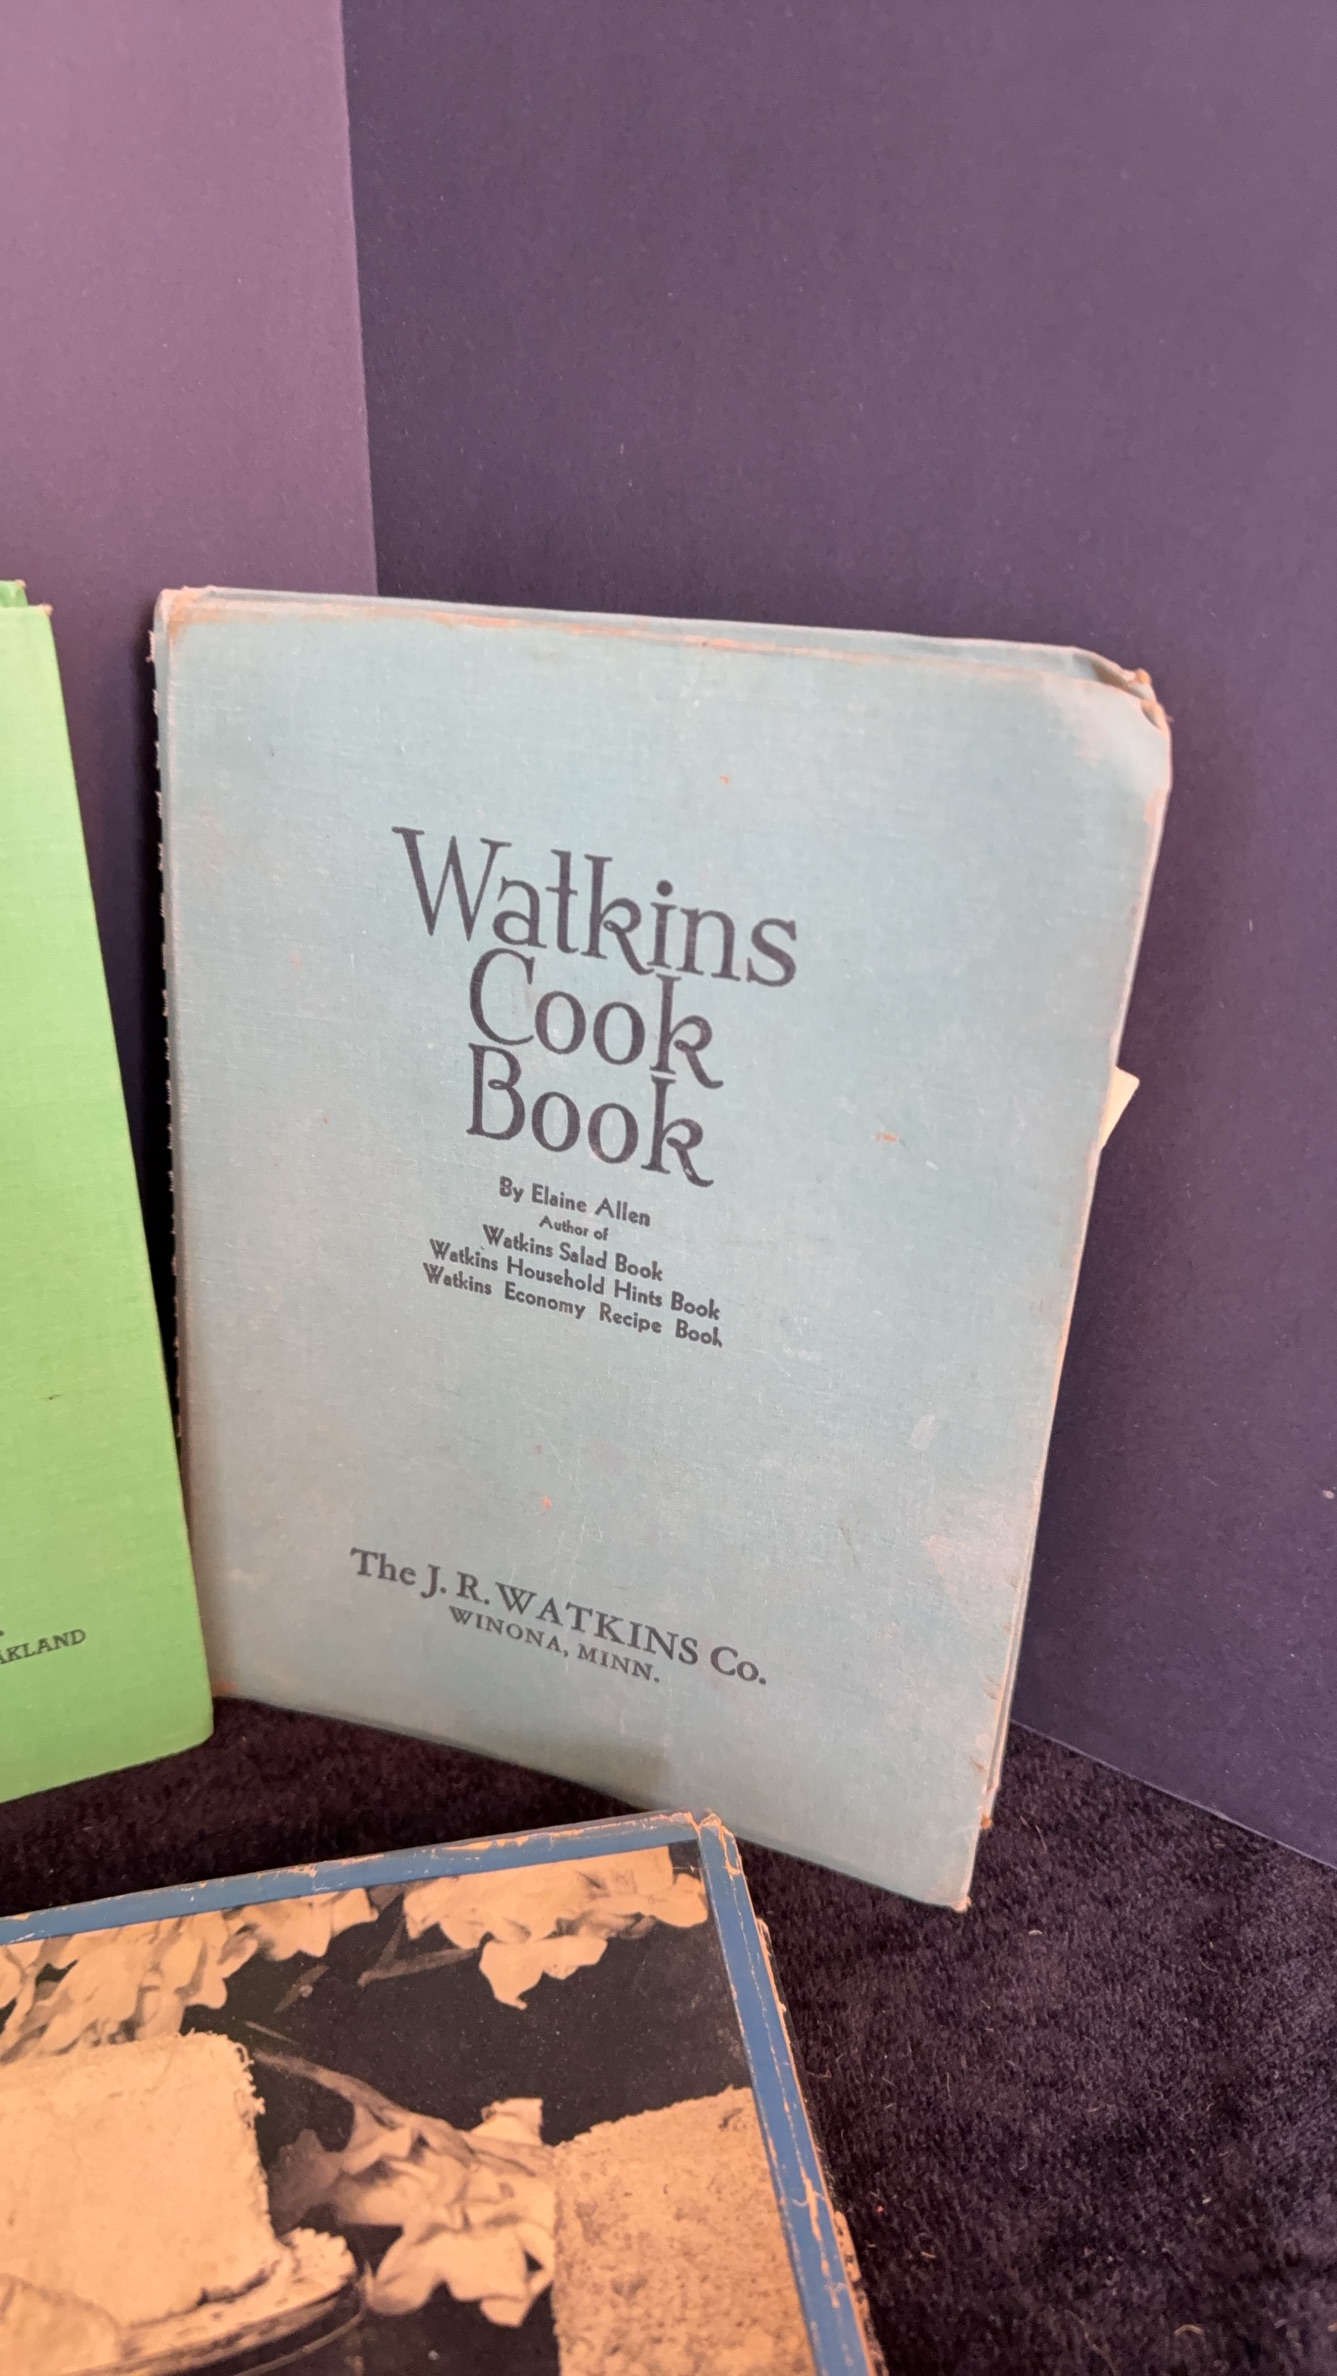 Watkins
Cook
Book
By Elaine Allen
Author of
Watkins Salad Book
Watkins Household Hints Book
Watkins Economy Recipe Book
The J. R. WATKINS Co.
WINONA, MINN.